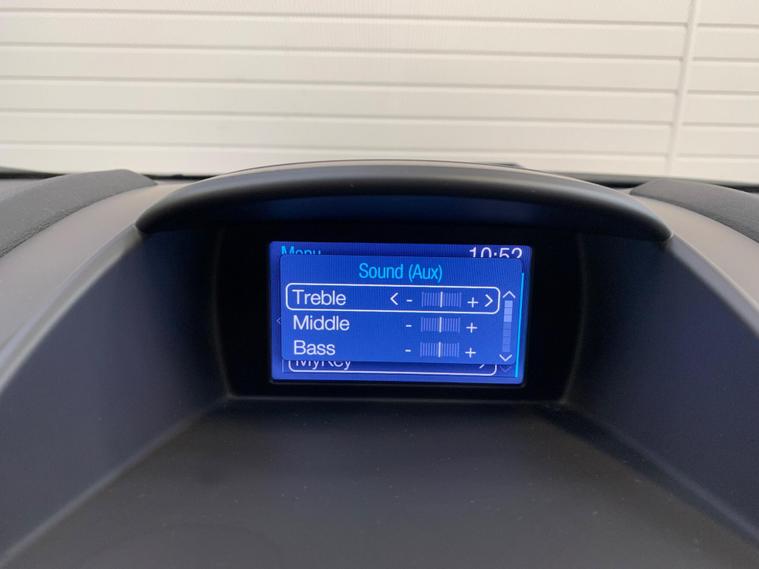 Menu 10:52
Sound (Aux)
Treble < - + >
Middle - +
Bass - +
MyKey